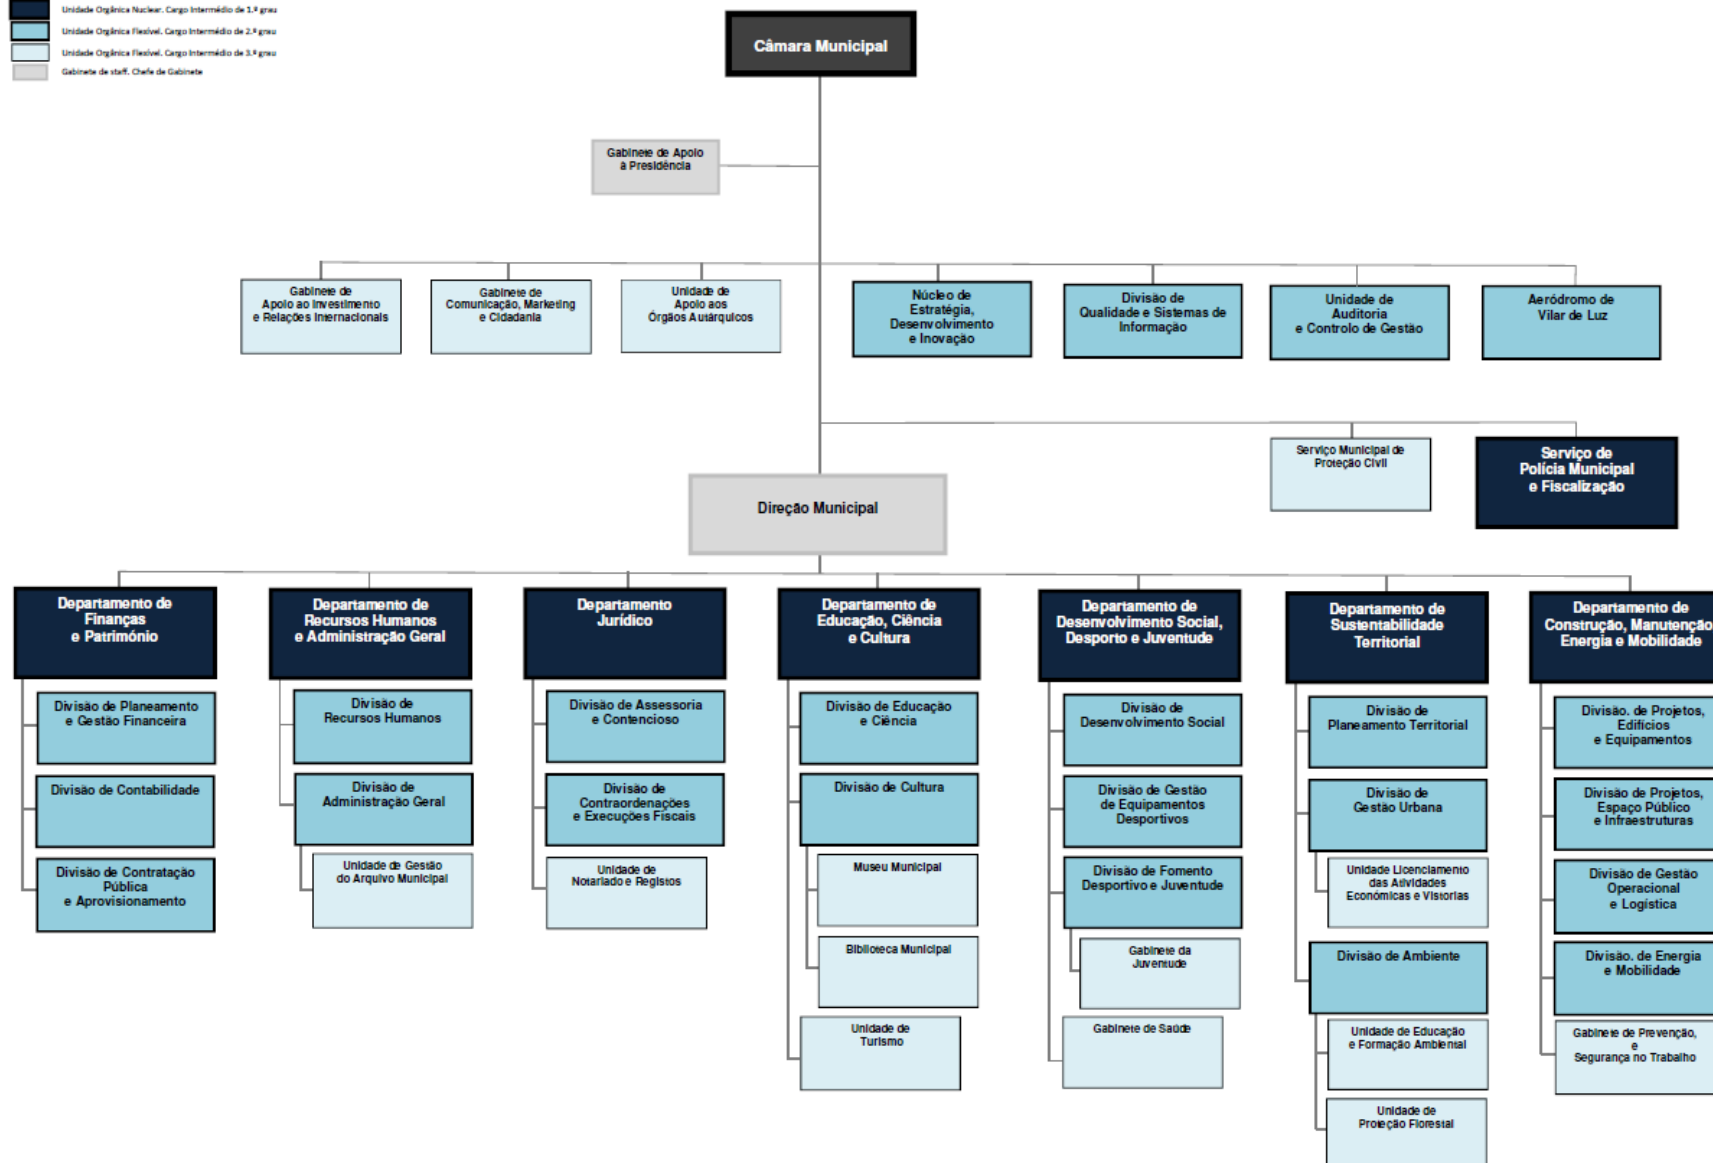 Unidade Orgânica Nuclear. Cargo Intermédio de 1.º grau
Unidade Orgânica Flexível. Cargo Intermédio de 2.º grau
Unidade Orgânica Flexível. Cargo Intermédio de 3.º grau
Gabinete de staff. Chefe de Gabinete
Câmara Municipal
Gabinete de Apoio
à Presidência
Gabinete de
Apoio ao Investimento
e Relações Internacionais
Gabinete de
Comunicação, Marketing
e Cidadania
Unidade de
Apoio aos
Órgãos Autárquicos
Núcleo de
Estratégia,
Desenvolvimento
e Inovação
Divisão de
Qualidade e Sistemas de
Informação
Unidade de
Auditoria
e Controlo de Gestão
Aeródromo de
Vilar de Luz
Serviço Municipal de
Proteção Civil
Serviço de
Polícia Municipal
e Fiscalização
Direção Municipal
Departamento de
Finanças
e Património
Departamento de
Recursos Humanos
e Administração Geral
Departamento
Jurídico
Departamento de
Educação, Ciência
e Cultura
Departamento de
Desenvolvimento Social,
Desporto e Juventude
Departamento de
Sustentabilidade
Territorial
Departamento de
Construção, Manutenção
Energia e Mobilidade
Divisão de Planeamento
e Gestão Financeira
Divisão de Contabilidade
Divisão de Contratação
Pública
e Aprovisionamento
Divisão de
Recursos Humanos
Divisão de
Administração Geral
Unidade de Gestão
do Arquivo Municipal
Divisão de Assessoria
e Contencioso
Divisão de
Contraordenações
e Execuções Fiscais
Unidade de
Notariado e Registos
Divisão de Educação
e Ciência
Divisão de Cultura
Museu Municipal
Biblioteca Municipal
Unidade de
Turismo
Divisão de
Desenvolvimento Social
Divisão de Gestão
de Equipamentos
Desportivos
Divisão de Fomento
Desportivo e Juventude
Gabinete da
Juventude
Gabinete de Saúde
Divisão de
Planeamento Territorial
Divisão de
Gestão Urbana
Unidade Licenciamento
das Atividades
Económicas e Vistorias
Divisão de Ambiente
Unidade de Educação
e Formação Ambiental
Unidade de
Proteção Florestal
Divisão. de Projetos,
Edifícios
e Equipamentos
Divisão de Projetos,
Espaço Público
e Infraestruturas
Divisão de Gestão
Operacional
e Logística
Divisão. de Energia
e Mobilidade
Gabinete de Prevenção,
e
Segurança no Trabalho